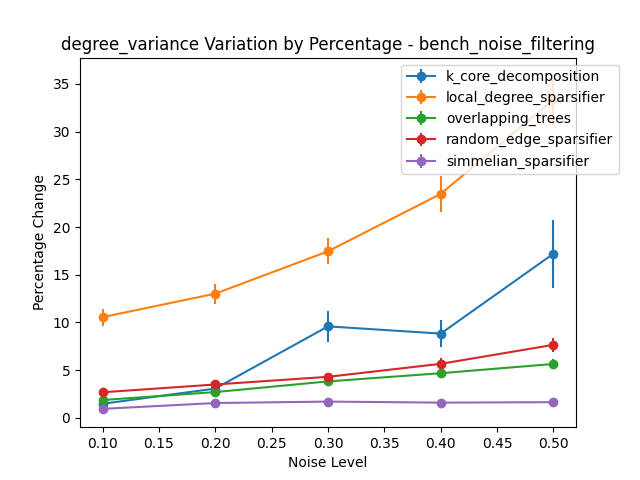 degree_variance Variation by Percentage - bench_noise_filtering
k_core_decomposition
local_degree_sparsifier
overlapping_trees
random_edge_sparsifier
simmelian_sparsifier
Percentage Change
35
30
25
20
15
10
5
0
0.10 0.15 0.20 0.25 0.30 0.35 0.40 0.45 0.50
Noise Level